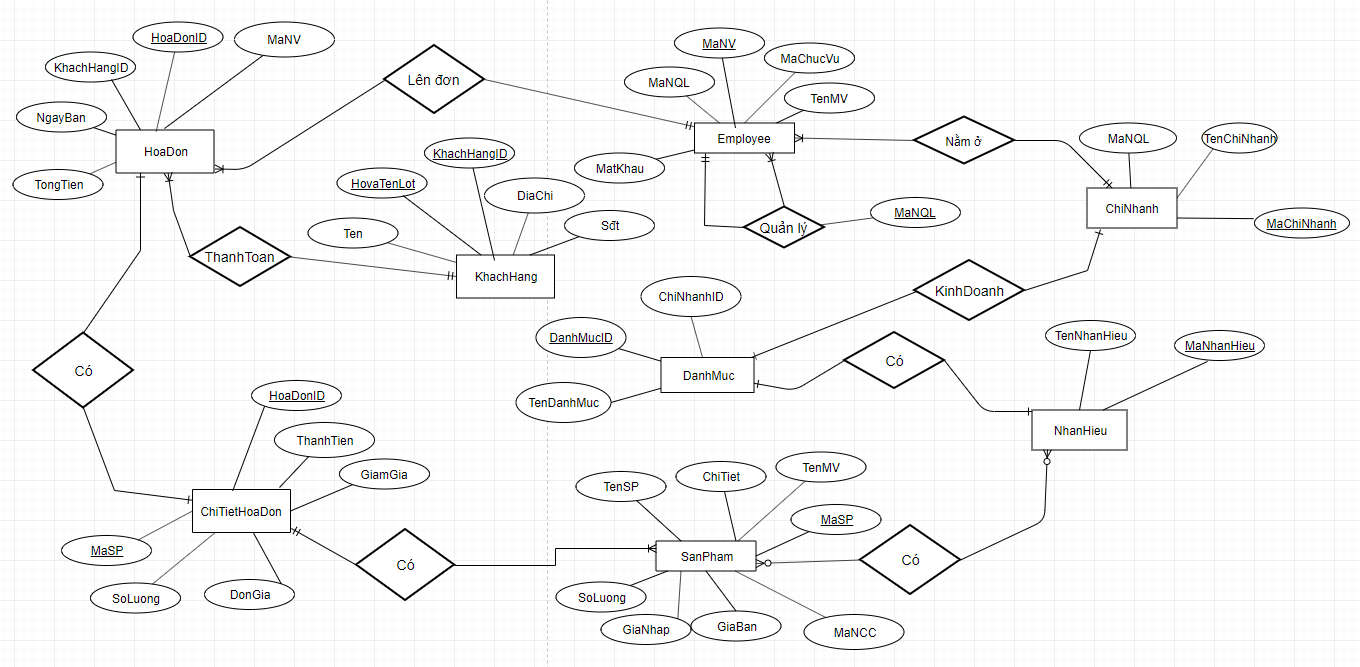 HoaDonID
MaNV
KhachHangID
NgayBan
HoaDon
TongTien
Lên đơn
MaNV
MaChucVu
MaNQL
TenMV
Employee
MatKhau
Nằm ở
MaNQL
TenChiNhanh
ChiNhanh
MaChiNhanh
KhachHangID
HovaTenLot
DiaChi
Sđt
Ten
KhachHang
ThanhToan
Quản lý
MaNQL
KinhDoanh
ChiNhanhID
DanhMucID
DanhMuc
TenDanhMuc
Có
TenNhanHieu
MaNhanHieu
NhanHieu
Có
HoaDonID
ThanhTien
GiamGia
ChiTietHoaDon
MaSP
SoLuong
DonGia
Có
TenSP
ChiTiet
TenMV
MaSP
SanPham
SoLuong
GiaNhap
GiaBan
MaNCC
Có